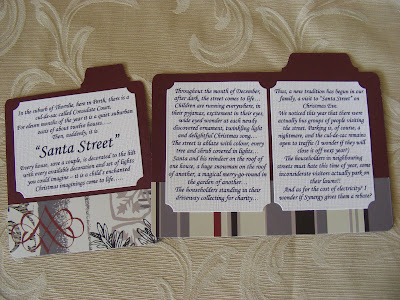 In the suburb of Thornlie, here in Perth, there is a
cul-de-sac called Consulate Court.
For eleven months of the year it is a quiet suburban
oasis of about twelve houses....
Then, suddenly, it is
"Santa Street"
Every house, save a couple, is decorated to the hilt
with every available decoration and set of lights
you could imagine – it is a child's enchanted
Christmas imaginings come to life.....
Throughout the month of December,
after dark, the street comes to life...
Children are running everywhere, in
their pyjamas, excitement in their eyes,
wide eyed wonder at each newly
discovered ornament, twinkling light
and delightful Christmas song....
The street is ablaze with colour, every
tree and shrub covered in lights...
Santa and his reindeer on the roof of
one house, a huge snowman on the roof
of another, a magical merry-go-round in
the garden of another...
The householders standing in their
driveway collecting for charity...
Thus, a new tradition has begun in our
family, a visit to "Santa Street" on
Christmas Eve.
We noticed this year that there were
actually bus groups of people visiting
the street. Parking is, of course, a
nightmare, and the cul-de-sac remains
open to traffic (I wonder if they will
close it off next year?)
The householders in neighbouring
streets must hate this time of year, some
inconsiderate visitors actually park on
their lawns!!
And as for the cost of electricity? I
wonder if Synergy gives them a rebate?